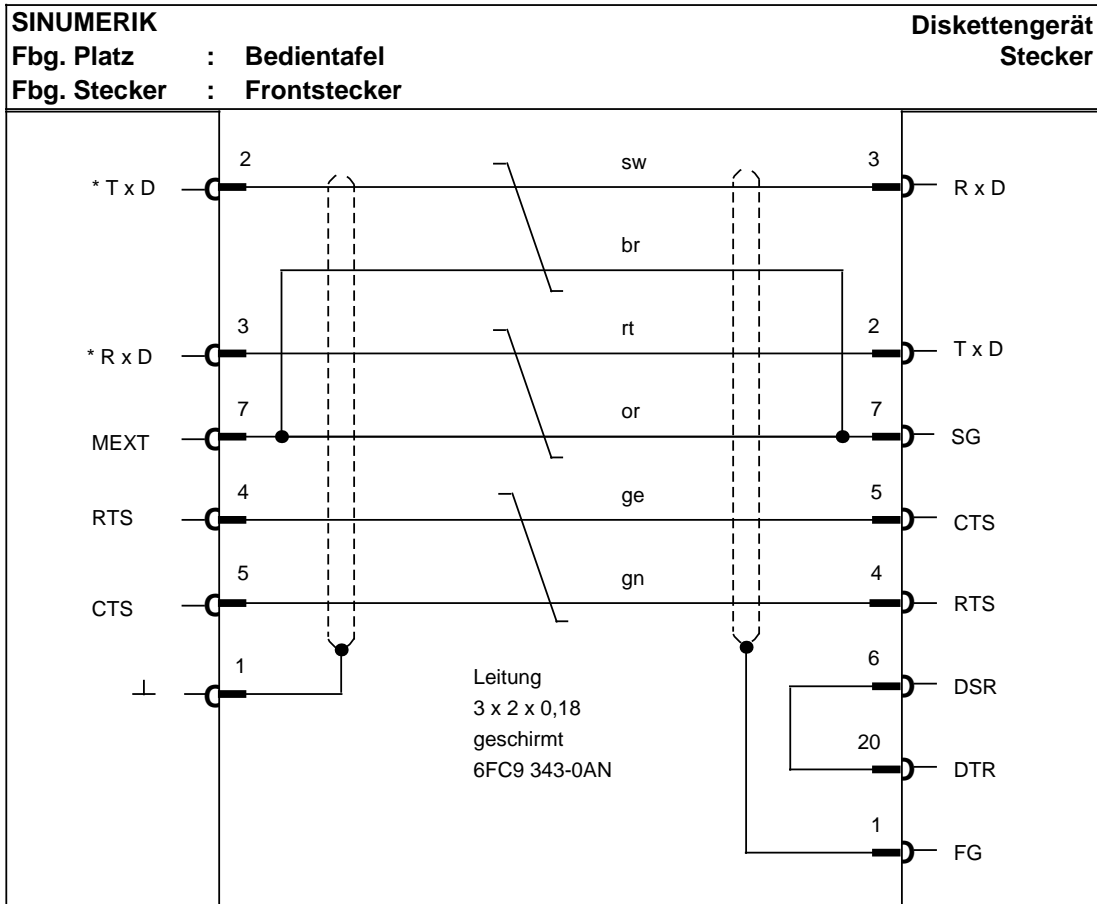 SINUMERIK
Diskettengerät
Fbg. Platz : Bedientafel
Stecker
Fbg. Stecker : Frontstecker
2 sw 3
* T x D R x D
br
3 rt 2
* R x D T x D
7 or 7
MEXT SG
4 ge 5
RTS CTS
5 gn 4
CTS RTS
1 6
Leitung
DSR
3 x 2 x 0,18
geschirmt
20
6FC9 343-0AN
DTR
1
FG